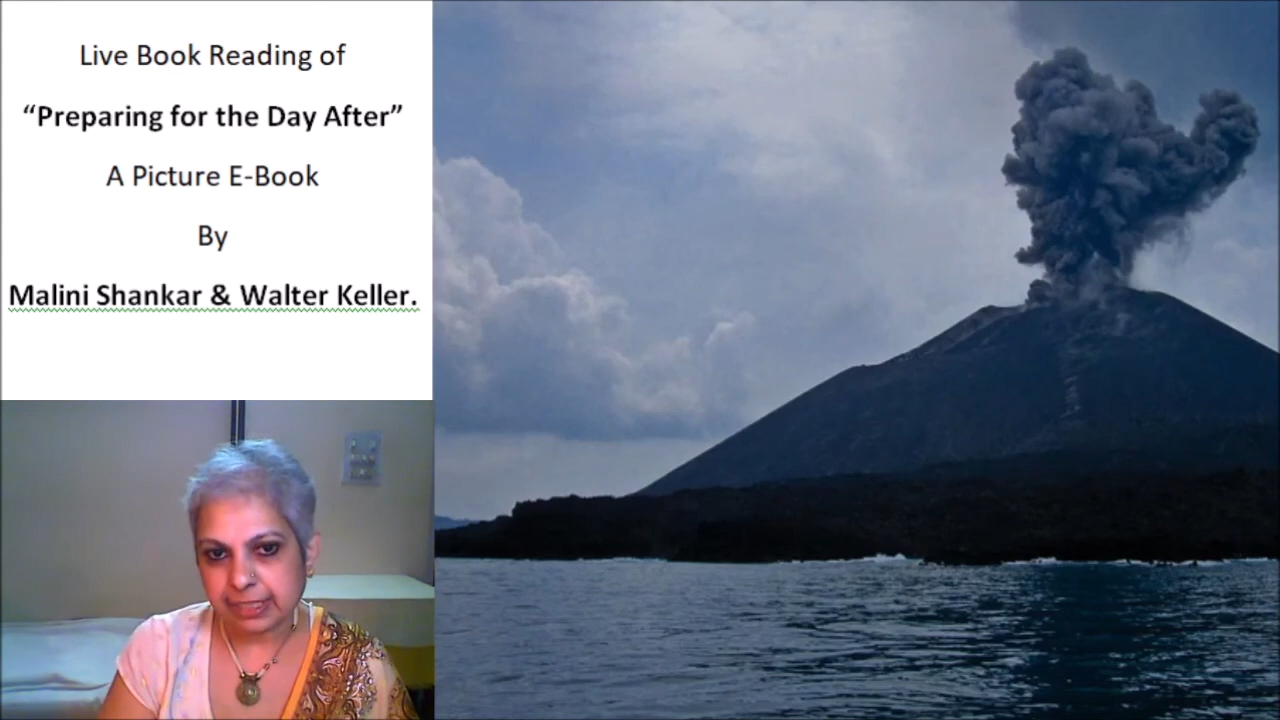 Live Book Reading of
“Preparing for the Day After”
A Picture E-Book
By
Malini Shankar & Walter Keller.